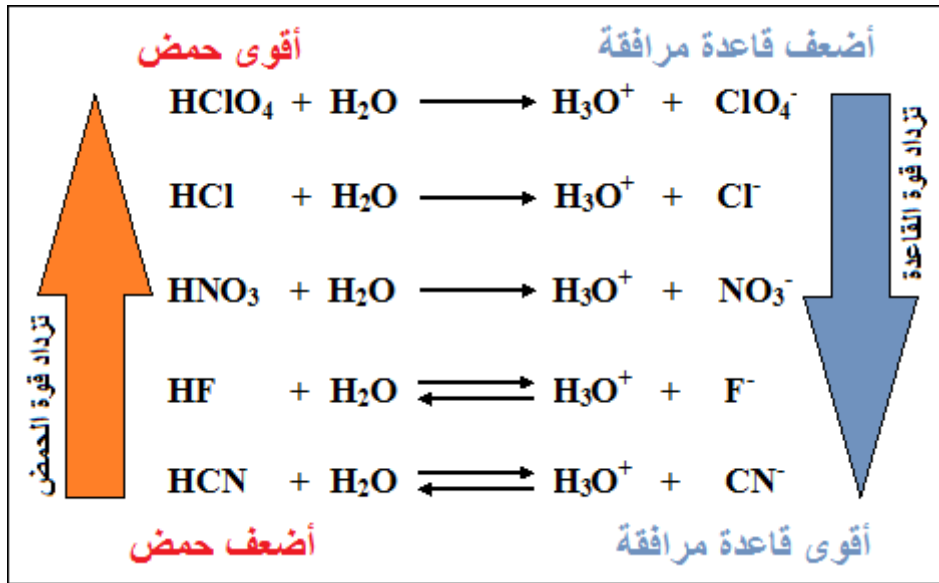 أقوى حمض
أضعف قاعدة مرافقة
HClO₄ + H₂O ⟶ H₃O⁺ + ClO₄⁻
HCl + H₂O ⟶ H₃O⁺ + Cl⁻
HNO₃ + H₂O ⟶ H₃O⁺ + NO₃⁻
HF + H₂O ⇌ H₃O⁺ + F⁻
HCN + H₂O ⇌ H₃O⁺ + CN⁻
أضعف حمض
أقوى قاعدة مرافقة
تزداد قوة الحمض
تزداد قوة القاعدة